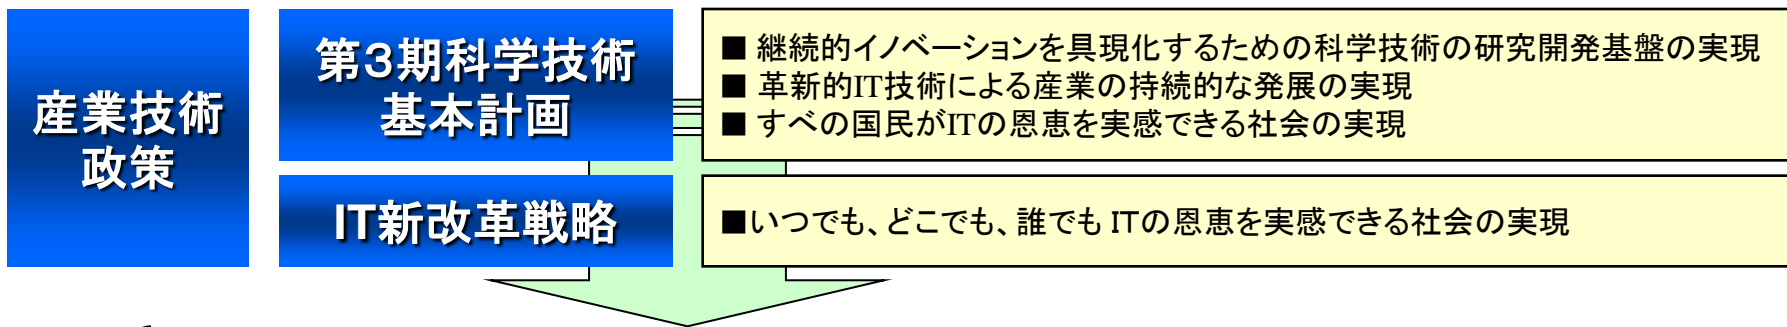 産業技術
政策
第3期科学技術
基本計画
■ 継続的イノベーションを具現化するための科学技術の研究開発基盤の実現
■ 革新的IT技術による産業の持続的な発展の実現
■ すべの国民がITの恩恵を実感できる社会の実現
IT新改革戦略
■いつでも、どこでも、誰でも ITの恩恵を実感できる社会の実現